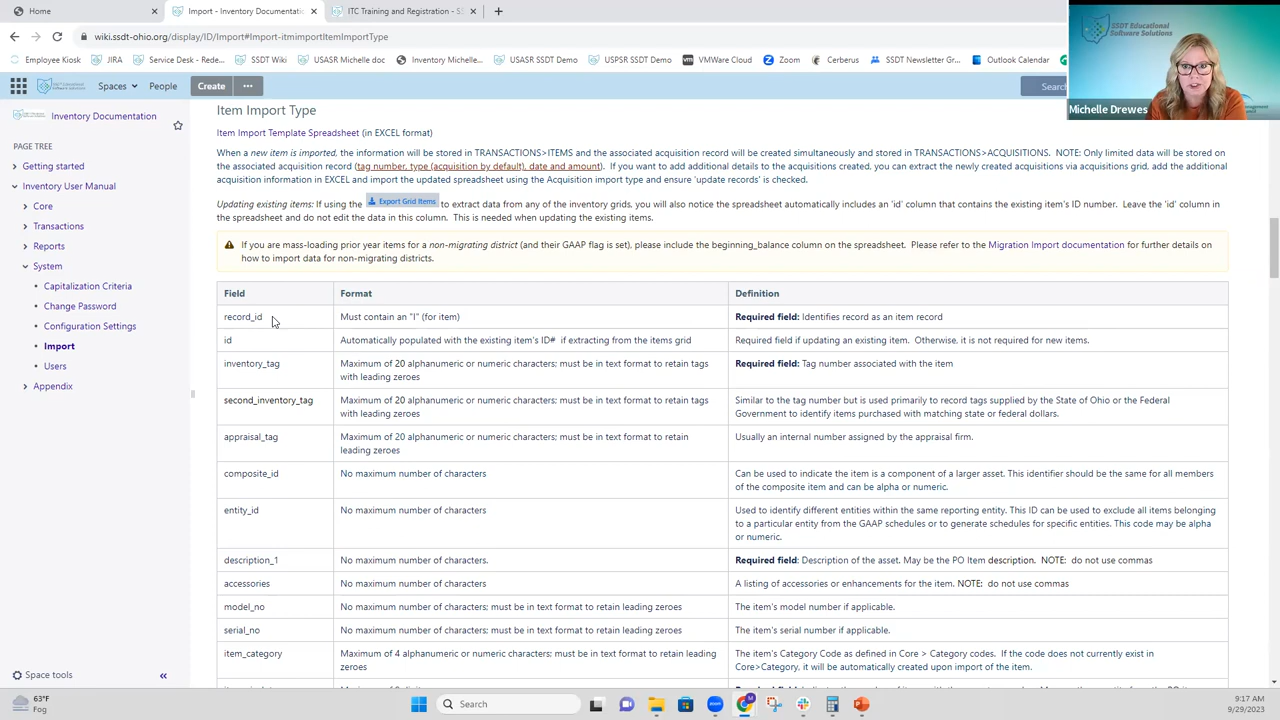 Home
Import - Inventory Documentatic
ITC Training and Registration - SS
wiki.ssdt-ohio.org/display/ID/Import#Import-itmimportItemImportType
Employee Kiosk
JIRA
Service Desk - Rede...
SSDT Wiki
USASR Michelle doc
Inventory Michelle...
USASR SSDT Demo
USPSR SSDT Demo
VMWare Cloud
Zoom
Cerberus
SSDT Newsletter Gr...
Outlook Calendar
SSDT Educational
Software Solutions
Michelle Drewes
Spaces
People
Create
Search
Inventory Documentation
PAGE TREE
Getting started
Inventory User Manual
Core
Transactions
Reports
System
Capitalization Criteria
Change Password
Configuration Settings
Import
Users
Appendix
Space tools
Item Import Type
Item Import Template Spreadsheet (in EXCEL format)
When a new item is imported, the information will be stored in TRANSACTIONS>ITEMS and the associated acquisition record will be created simultaneously and stored in TRANSACTIONS>ACQUISITIONS. NOTE: Only limited data will be stored on
the associated acquisition record (tag number, type (acquisition by default), date and amount). If you want to add additional details to the acquisitions created, you can extract the newly created acquisitions via acquisitions grid, add the additional
acquisition information in EXCEL and import the updated spreadsheet using the Acquisition import type and ensure 'update records' is checked.
Updating existing items: If using the Export Grid Items to extract data from any of the inventory grids, you will also notice the spreadsheet automatically includes an 'id' column that contains the existing item's ID number. Leave the 'id' column in
the spreadsheet and do not edit the data in this column. This is needed when updating the existing items.
If you are mass-loading prior year items for a non-migrating district (and their GAAP flag is set), please include the beginning_balance column on the spreadsheet. Please refer to the Migration Import documentation for further details on
how to import data for non-migrating districts.
Field Format Definition
record_id Must contain an "I" (for item) Required field: Identifies record as an item record
id Automatically populated with the existing item's ID# if extracting from the items grid Required field if updating an existing item. Otherwise, it is not required for new items.
inventory_tag Maximum of 20 alphanumeric or numeric characters; must be in text format to retain tags Required field: Tag number associated with the item
with leading zeroes
second_inventory_tag Maximum of 20 alphanumeric or numeric characters; must be in text format to retain tags Similar to the tag number but is used primarily to record tags supplied by the State of Ohio or the Federal
with leading zeroes Government to identify items purchased with matching state or federal dollars.
appraisal_tag Maximum of 20 alphanumeric or numeric characters; must be in text format to retain Usually an internal number assigned by the appraisal firm.
leading zeroes
composite_id No maximum number of characters Can be used to indicate the item is a component of a larger asset. This identifier should be the same for all members
of the composite item and can be alpha or numeric.
entity_id No maximum number of characters Used to identify different entities within the same reporting entity. This ID can be used to exclude all items belonging
to a particular entity from the GAAP schedules or to generate schedules for specific entities. This code may be alpha
or numeric.
description_1 No maximum number of characters. Required field: Description of the asset. May be the PO Item description. NOTE: do not use commas
accessories No maximum number of characters A listing of accessories or enhancements for the item. NOTE: do not use commas
model_no No maximum number of characters; must be in text format to retain leading zeroes The item's model number if applicable.
serial_no No maximum number of characters; must be in text format to retain leading zeroes The item's serial number if applicable.
item_category Maximum of 4 alphanumeric or numeric characters; must be in text format to retain leading The item's Category Code as defined in Core > Category codes. If the code does not currently exist in
zeroes Core>Category, it will be automatically created upon import of the item.
63°F
Fog
Search
9:17 AM
9/29/2023